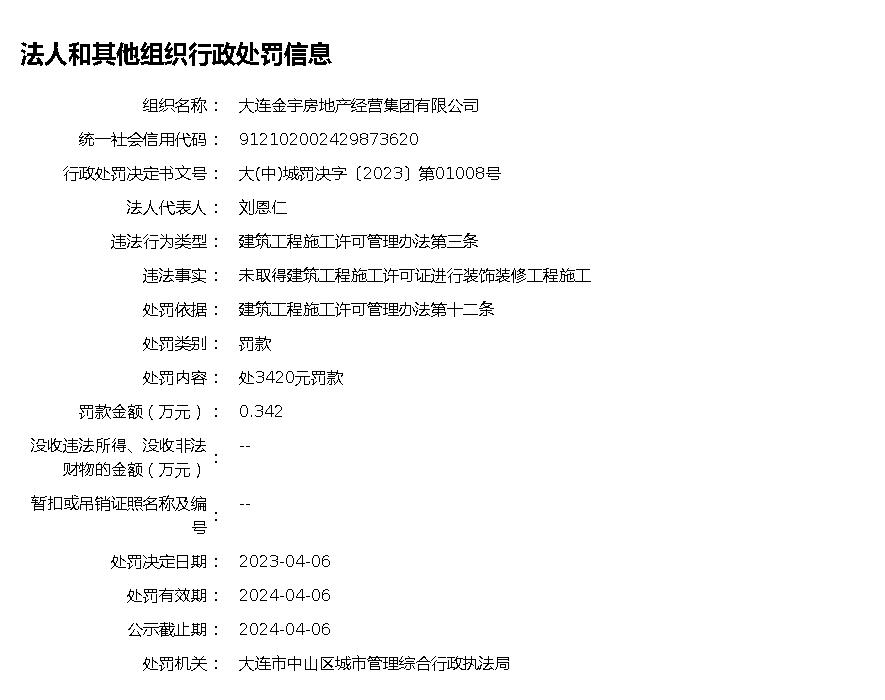 法人和其他组织行政处罚信息
组织名称： 大连金宇房地产经营集团有限公司
统一社会信用代码： 912102002429873620
行政处罚决定书文号： 大(中)城罚决字〔2023〕第01008号
法人代表人： 刘恩仁
违法行为类型： 建筑工程施工许可管理办法第三条
违法事实： 未取得建筑工程施工许可证进行装饰装修工程施工
处罚依据： 建筑工程施工许可管理办法第十二条
处罚类别： 罚款
处罚内容： 处3420元罚款
罚款金额（万元）： 0.342
没收违法所得、没收非法
财物的金额（万元）： --
暂扣或吊销证照名称及编
号： --
处罚决定日期： 2023-04-06
处罚有效期： 2024-04-06
公示截止期： 2024-04-06
处罚机关： 大连市中山区城市管理综合行政执法局